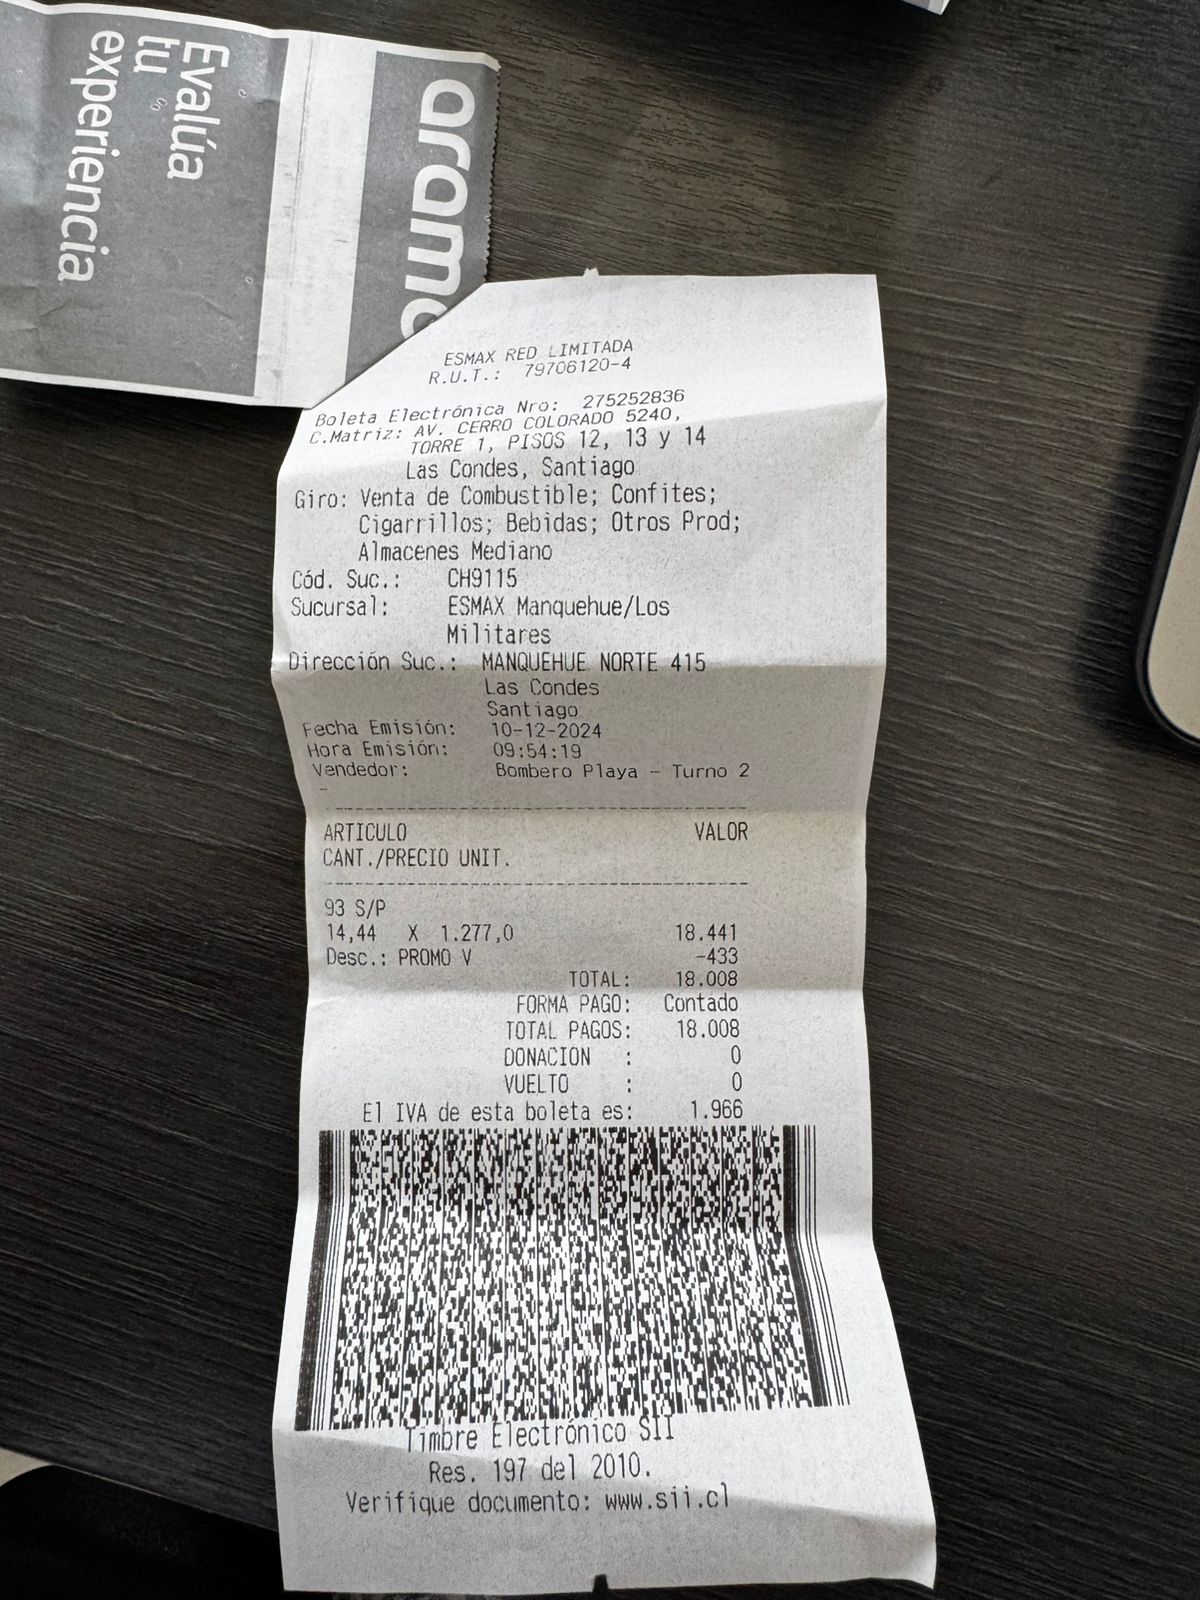 Evalúa
tu
experiencia
aramco
ESMAX RED LIMITADA
R.U.T.: 79706120-4
Boleta Electrónica Nro: 275252836
C.Matriz: AV. CERRO COLORADO 5240,
TORRE 1, PISOS 12, 13 y 14
Las Condes, Santiago
Giro: Venta de Combustible; Confites;
Cigarrillos; Bebidas; Otros Prod;
Almacenes Mediano
Cód. Suc.: CH9115
Sucursal: ESMAX Manquehue/Los
Militares
Dirección Suc.: MANQUEHUE NORTE 415
Las Condes
Santiago
Fecha Emisión: 10-12-2024
Hora Emisión: 09:54:19
Vendedor: Bombero Playa - Turno 2
-
ARTICULO VALOR
CANT./PRECIO UNIT.
93 S/P
14,44 X 1.277,0 18.441
Desc.: PROMO V -433
TOTAL: 18.008
FORMA PAGO: Contado
TOTAL PAGOS: 18.008
DONACION : 0
VUELTO : 0
El IVA de esta boleta es: 1.966
Timbre Electrónico SII
Res. 197 del 2010.
Verifique documento: www.sii.cl